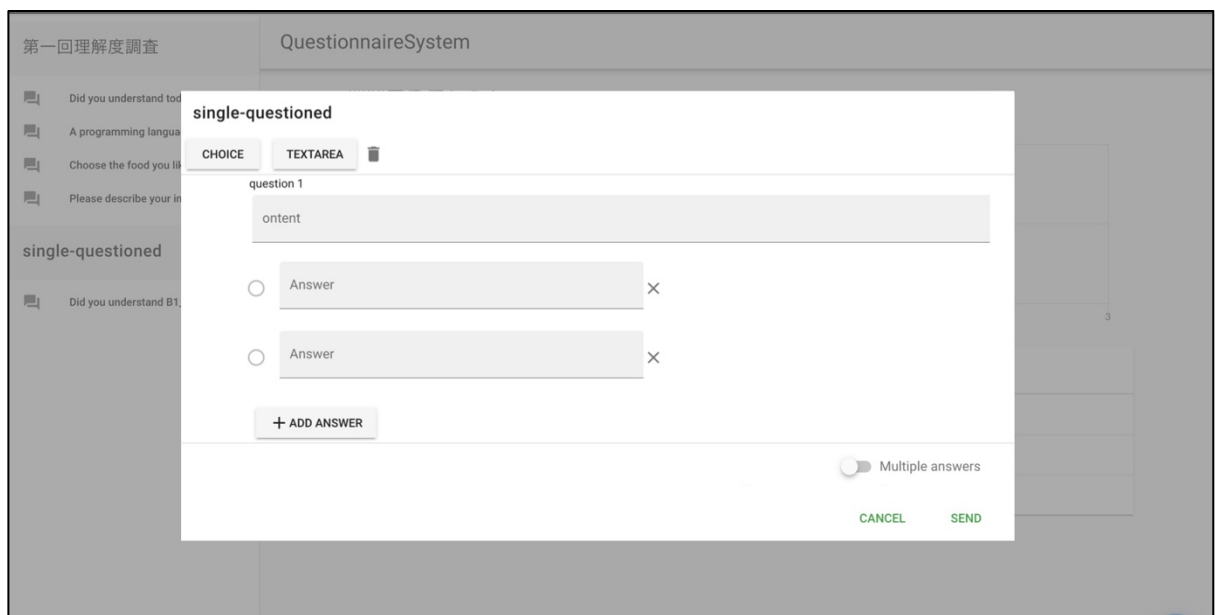 第一回理解度調査
QuestionnaireSystem
Did you understand tod
A programming langua
Choose the food you lik
Please describe your in
single-questioned
Did you understand B1_
single-questioned
CHOICE
TEXTAREA
question 1
ontent
Answer
Answer
+ ADD ANSWER
Multiple answers
CANCEL
SEND
3